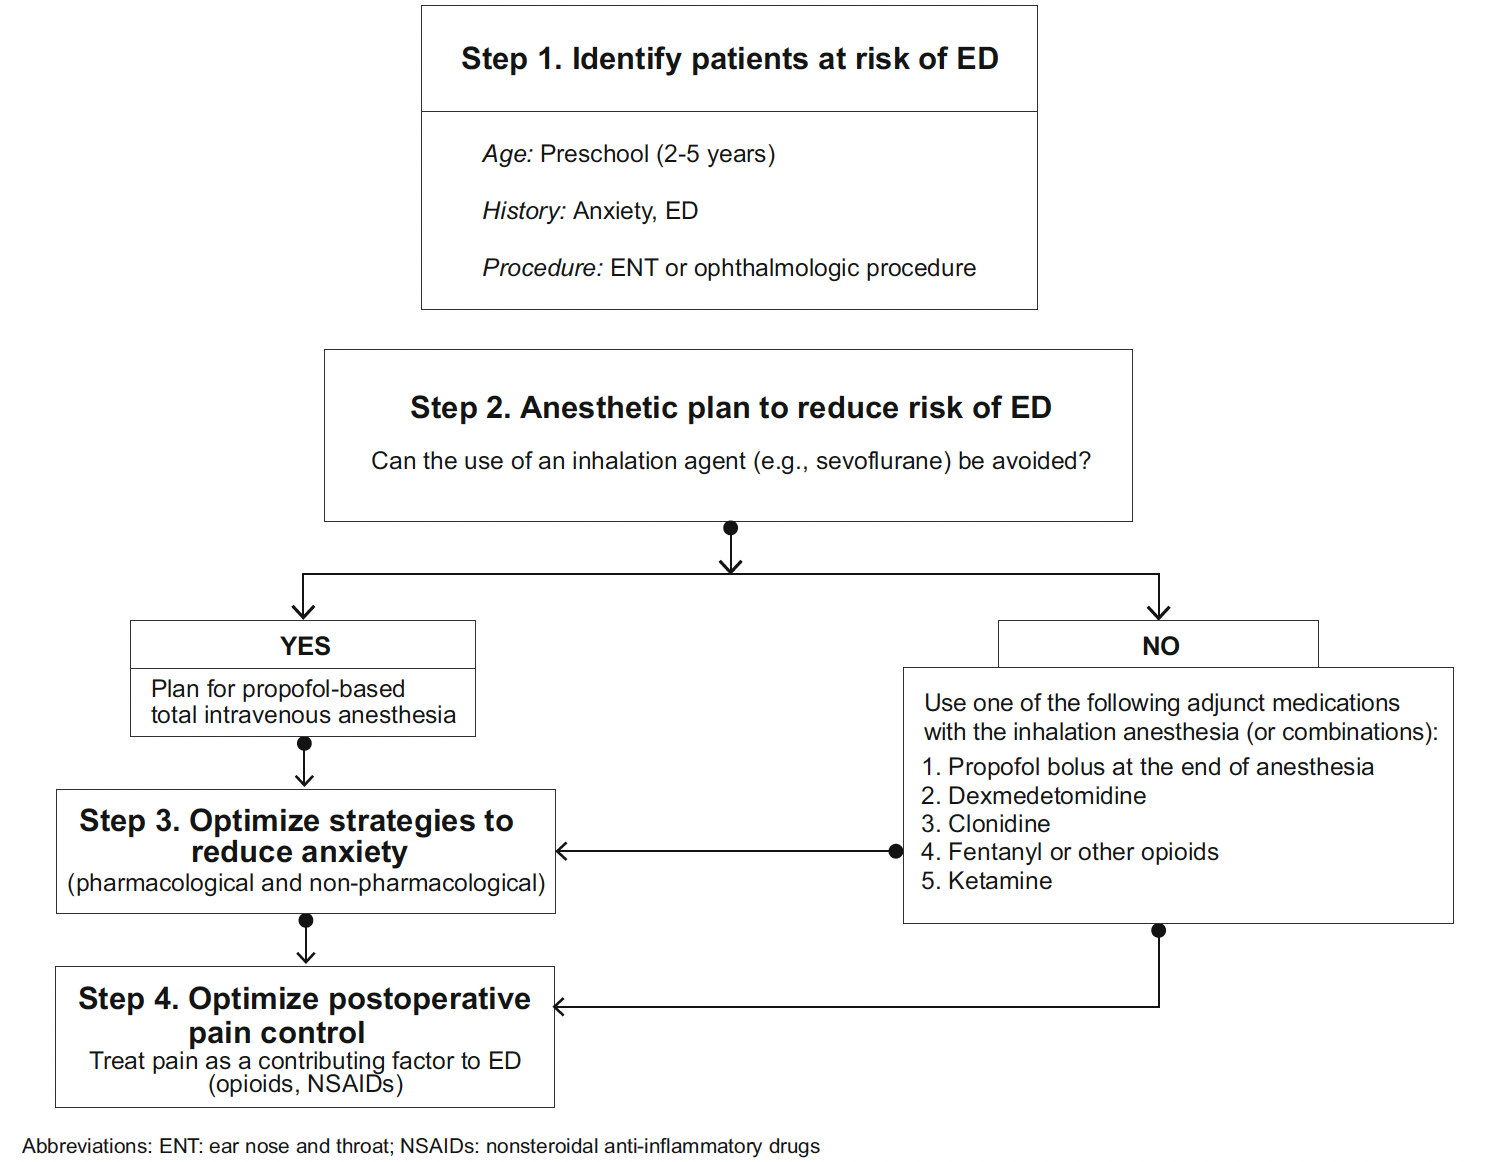 Step 1. Identify patients at risk of ED
Age: Preschool (2-5 years)
History: Anxiety, ED
Procedure: ENT or ophthalmologic procedure
Step 2. Anesthetic plan to reduce risk of ED
Can the use of an inhalation agent (e.g., sevoflurane) be avoided?
YES
Plan for propofol-based
total intravenous anesthesia
NO
Use one of the following adjunct medications
with the inhalation anesthesia (or combinations):
1. Propofol bolus at the end of anesthesia
2. Dexmedetomidine
3. Clonidine
4. Fentanyl or other opioids
5. Ketamine
Step 3. Optimize strategies to
reduce anxiety
(pharmacological and non-pharmacological)
Step 4. Optimize postoperative
pain control
Treat pain as a contributing factor to ED
(opioids, NSAIDs)
Abbreviations: ENT: ear nose and throat; NSAIDs: nonsteroidal anti-inflammatory drugs